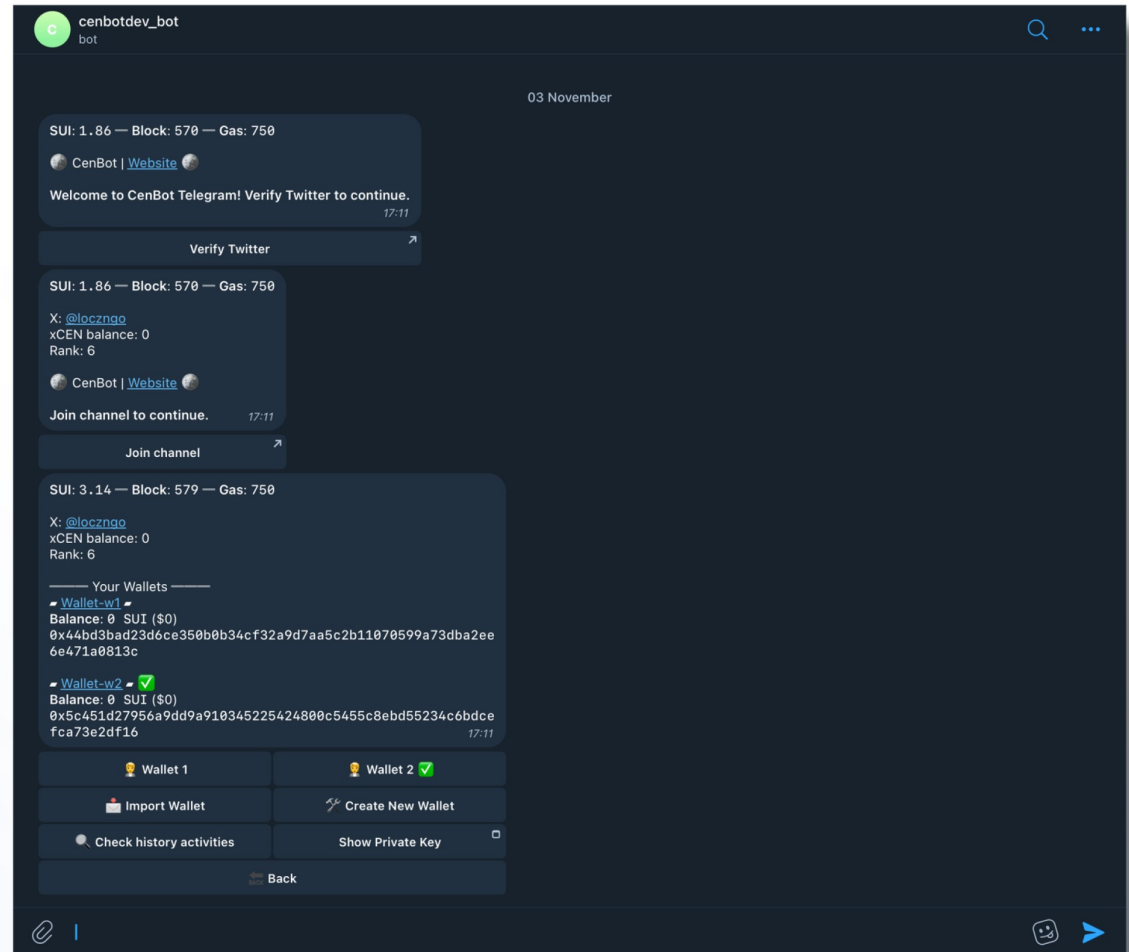 C
cenbotdev_bot
bot
03 November
SUI: 1.86 — Block: 570 — Gas: 750
CenBot | Website
Welcome to CenBot Telegram! Verify Twitter to continue.
17:11
Verify Twitter
SUI: 1.86 — Block: 570 — Gas: 750
X: @loczngo
xCEN balance: 0
Rank: 6
CenBot | Website
Join channel to continue.
17:11
Join channel
SUI: 3.14 — Block: 579 — Gas: 750
X: @loczngo
xCEN balance: 0
Rank: 6
——— Your Wallets ———
Wallet-w1
Balance: 0 SUI ($0)
0x44bd3bad23d6ce350b0b34cf32a9d7aa5c2b11070599a73dba2ee
6e471a0813c
Wallet-w2
Balance: 0 SUI ($0)
0x5c451d27956a9dd9a910345225424800c5455c8ebd55234c6bdce
fca73e2df16
17:11
Wallet 1
Wallet 2
Import Wallet
Create New Wallet
Check history activities
Show Private Key
Back